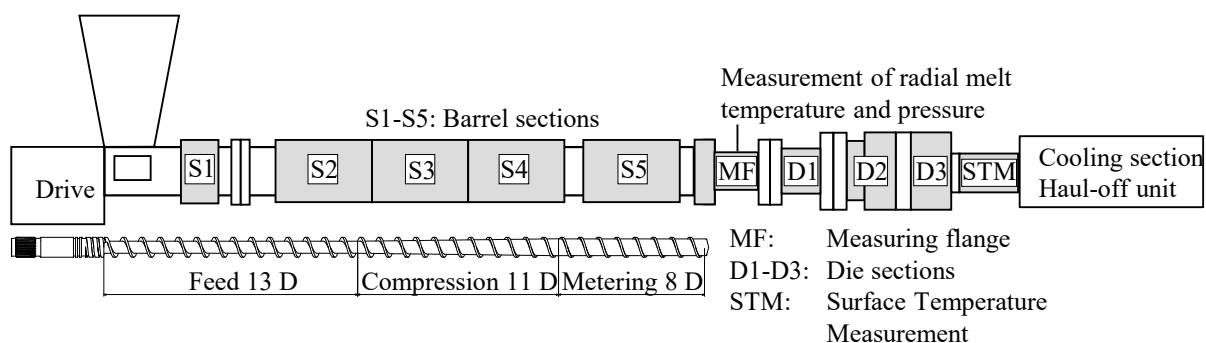 Measurement of radial melt
temperature and pressure
S1-S5: Barrel sections
Drive
S1
S2
S3
S4
S5
MF
D1
D2
D3
STM
Cooling section
Haul-off unit
Feed 13 D
Compression 11 D
Metering 8 D
MF: Measuring flange
D1-D3: Die sections
STM: Surface Temperature
Measurement